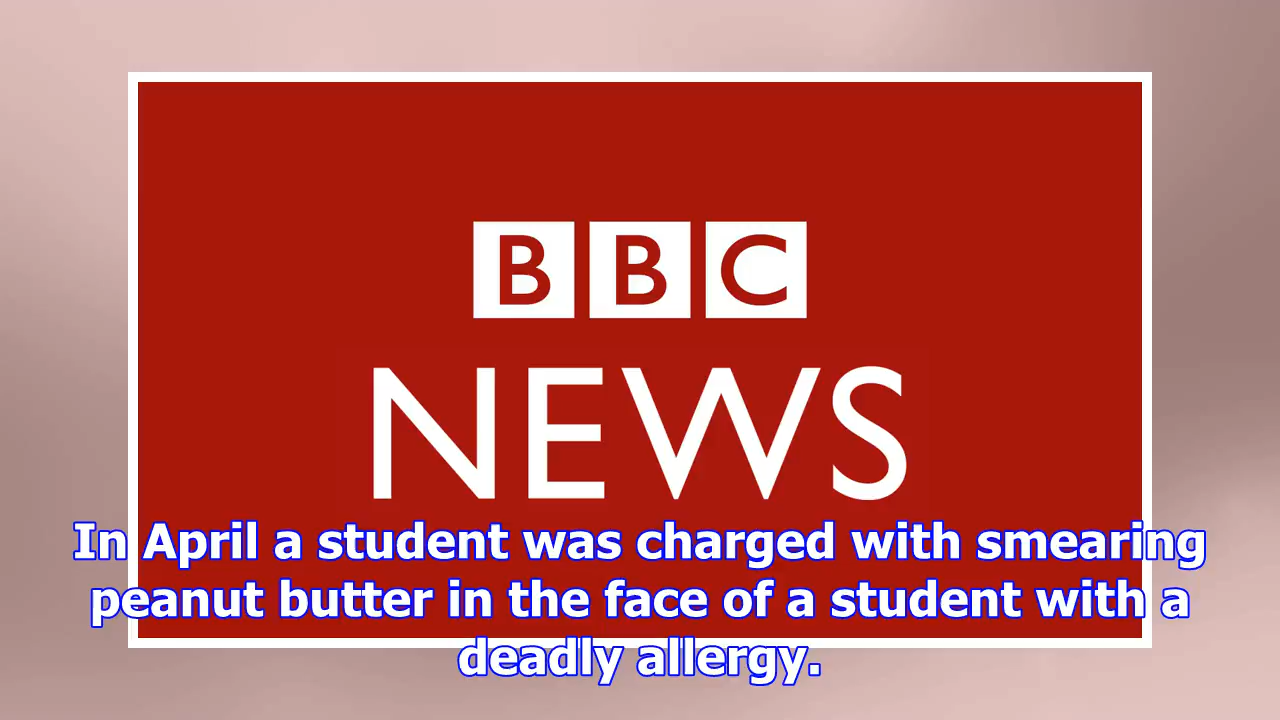 BBC
NEWS
In April a student was charged with smearing
peanut butter in the face of a student with a
deadly allergy.